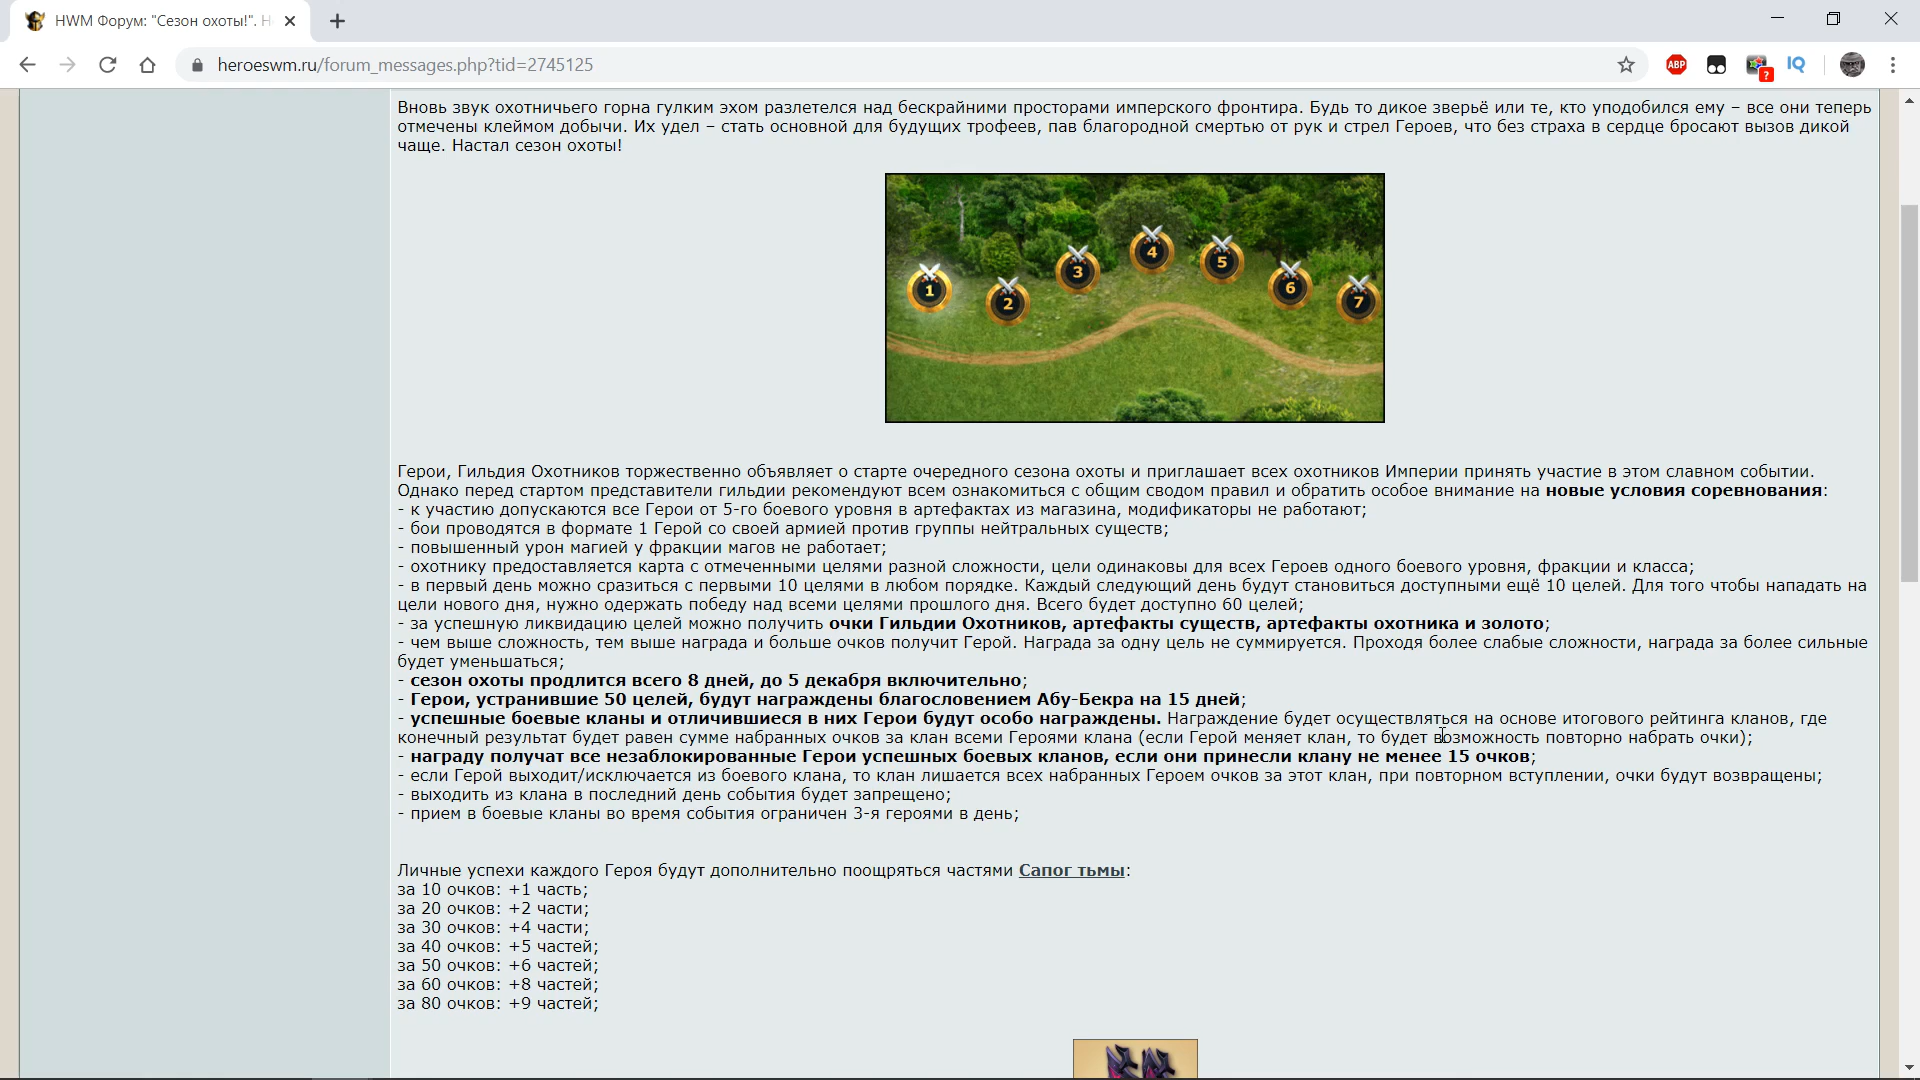 HWM Форум: "Сезон охоты!". Н
heroeswm.ru/forum_messages.php?tid=2745125
ABP
?
IQ
Вновь звук охотничьего горна гулким эхом разлетелся над бескрайними просторами имперского фронтира. Будь то дикое зверьё или те, кто уподобился ему – все они теперь
отмечены клеймом добычи. Их удел – стать основной для будущих трофеев, пав благородной смертью от рук и стрел Героев, что без страха в сердце бросают вызов дикой
чаще. Настал сезон охоты!
1
2
3
4
5
6
7
Герои, Гильдия Охотников торжественно объявляет о старте очередного сезона охоты и приглашает всех охотников Империи принять участие в этом славном событии.
Однако перед стартом представители гильдии рекомендуют всем ознакомиться с общим сводом правил и обратить особое внимание на новые условия соревнования:
- к участию допускаются все Герои от 5-го боевого уровня в артефактах из магазина, модификаторы не работают;
- бои проводятся в формате 1 Герой со своей армией против группы нейтральных существ;
- повышенный урон магией у фракции магов не работает;
- охотнику предоставляется карта с отмеченными целями разной сложности, цели одинаковы для всех Героев одного боевого уровня, фракции и класса;
- в первый день можно сразиться с первыми 10 целями в любом порядке. Каждый следующий день будут становиться доступными ещё 10 целей. Для того чтобы нападать на
цели нового дня, нужно одержать победу над всеми целями прошлого дня. Всего будет доступно 60 целей;
- за успешную ликвидацию целей можно получить очки Гильдии Охотников, артефакты существ, артефакты охотника и золото;
- чем выше сложность, тем выше награда и больше очков получит Герой. Награда за одну цель не суммируется. Проходя более слабые сложности, награда за более сильные
будет уменьшаться;
- сезон охоты продлится всего 8 дней, до 5 декабря включительно;
- Герои, устранившие 50 целей, будут награждены благословением Абу-Бекра на 15 дней;
- успешные боевые кланы и отличившиеся в них Герои будут особо награждены. Награждение будет осуществляться на основе итогового рейтинга кланов, где
конечный результат будет равен сумме набранных очков за клан всеми Героями клана (если Герой меняет клан, то будет возможность повторно набрать очки);
- награду получат все незаблокированные Герои успешных боевых кланов, если они принесли клану не менее 15 очков;
- если Герой выходит/исключается из боевого клана, то клан лишается всех набранных Героем очков за этот клан, при повторном вступлении, очки будут возвращены;
- выходить из клана в последний день события будет запрещено;
- прием в боевые кланы во время события ограничен 3-я героями в день;
Личные успехи каждого Героя будут дополнительно поощряться частями Сапог тьмы:
за 10 очков: +1 часть;
за 20 очков: +2 части;
за 30 очков: +4 части;
за 40 очков: +5 частей;
за 50 очков: +6 частей;
за 60 очков: +8 частей;
за 80 очков: +9 частей;